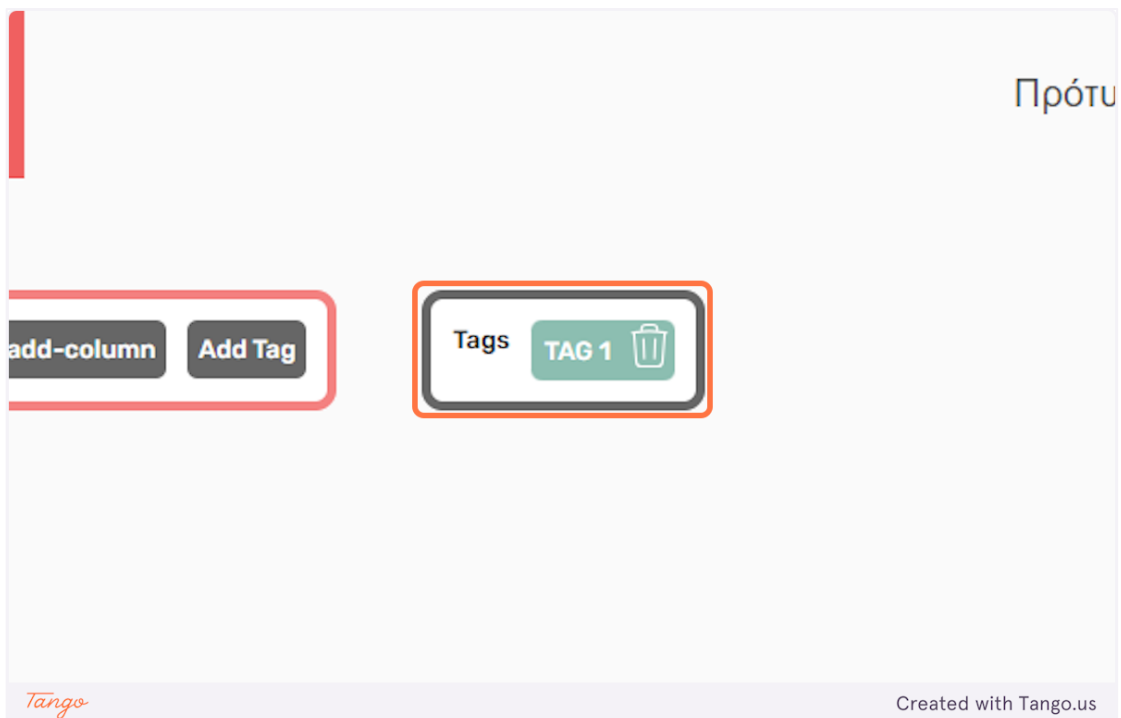 Πρότυ
add-column Add Tag Tags TAG 1
Tango Created with Tango.us